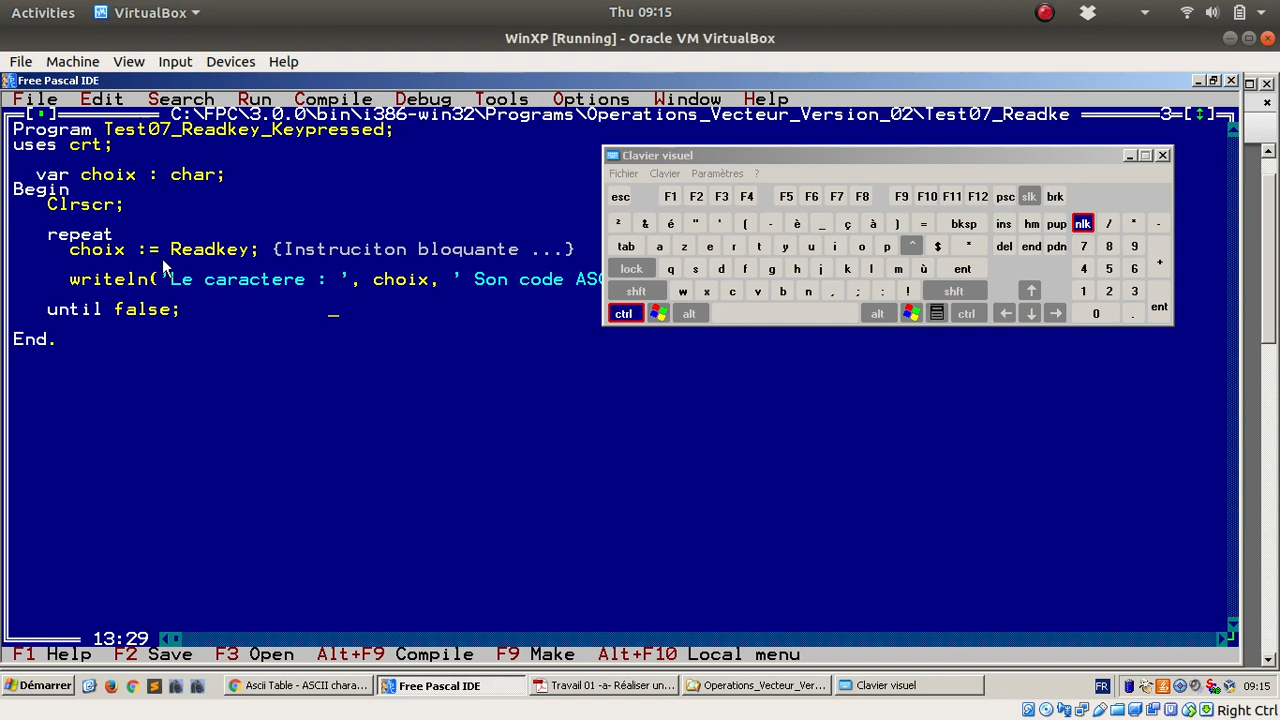 Activities VirtualBox Thu 09:15
WinXP [Running] - Oracle VM VirtualBox
File Machine View Input Devices Help
Free Pascal IDE
File Edit Search Run Compile Debug Tools Options Window Help
C:\FPC\3.0.0\bin\i386-win32\Programs\Operations_Vecteur_Version_02\Test07_Readke 3
Program Test07_Readkey_Keypressed;
uses crt;
var choix : char;
Begin
Clrscr;
repeat
choix := Readkey; {Instruciton bloquante ...}
writeln('Le caractere : ', choix, ' Son code ASC
until false;
_
End.
Clavier visuel
Fichier Clavier Paramètres ?
esc F1 F2 F3 F4 F5 F6 F7 F8 F9 F10 F11 F12 psc slk brk
² & é " ' ( - è _ ç à ) = bksp ins hm pup nlk / * -
tab a z e r t y u i o p ^ $ * del end pdn 7 8 9 +
lock q s d f g h j k l m ù ent 4 5 6
shft w x c v b n , ; : ! shft 1 2 3 ent
ctrl alt alt ctrl 0 .
13:29
F1 Help F2 Save F3 Open Alt+F9 Compile F9 Make Alt+F10 Local menu
Démarrer Ascii Table - ASCII chara... Free Pascal IDE Travail 01 -a- Réaliser un... Operations_Vecteur_Ver... Clavier visuel FR 09:15
Right Ctrl